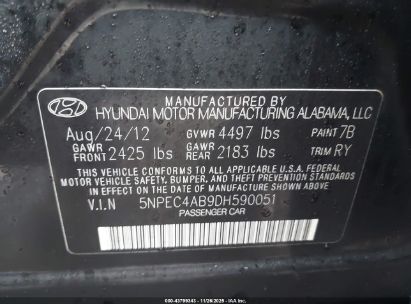 MANUFACTURED BY
HYUNDAI MOTOR MANUFACTURING ALABAMA, LLC
Aug/24/12 GVWR 4497 lbs PAINT 7B
GAWR FRONT 2425 lbs GAWR REAR 2183 lbs TRIM RY
THIS VEHICLE CONFORMS TO ALL APPLICABLE U.S.A FEDERAL
MOTOR VEHICLE SAFETY, BUMPER, AND THEFT PREVENTION
STANDARDS IN EFFECT ON THE DATE OF MANUFACTURE
SHOWN ABOVE.
V.I.N 5NPEC4AB9DH590051
PASSENGER CAR